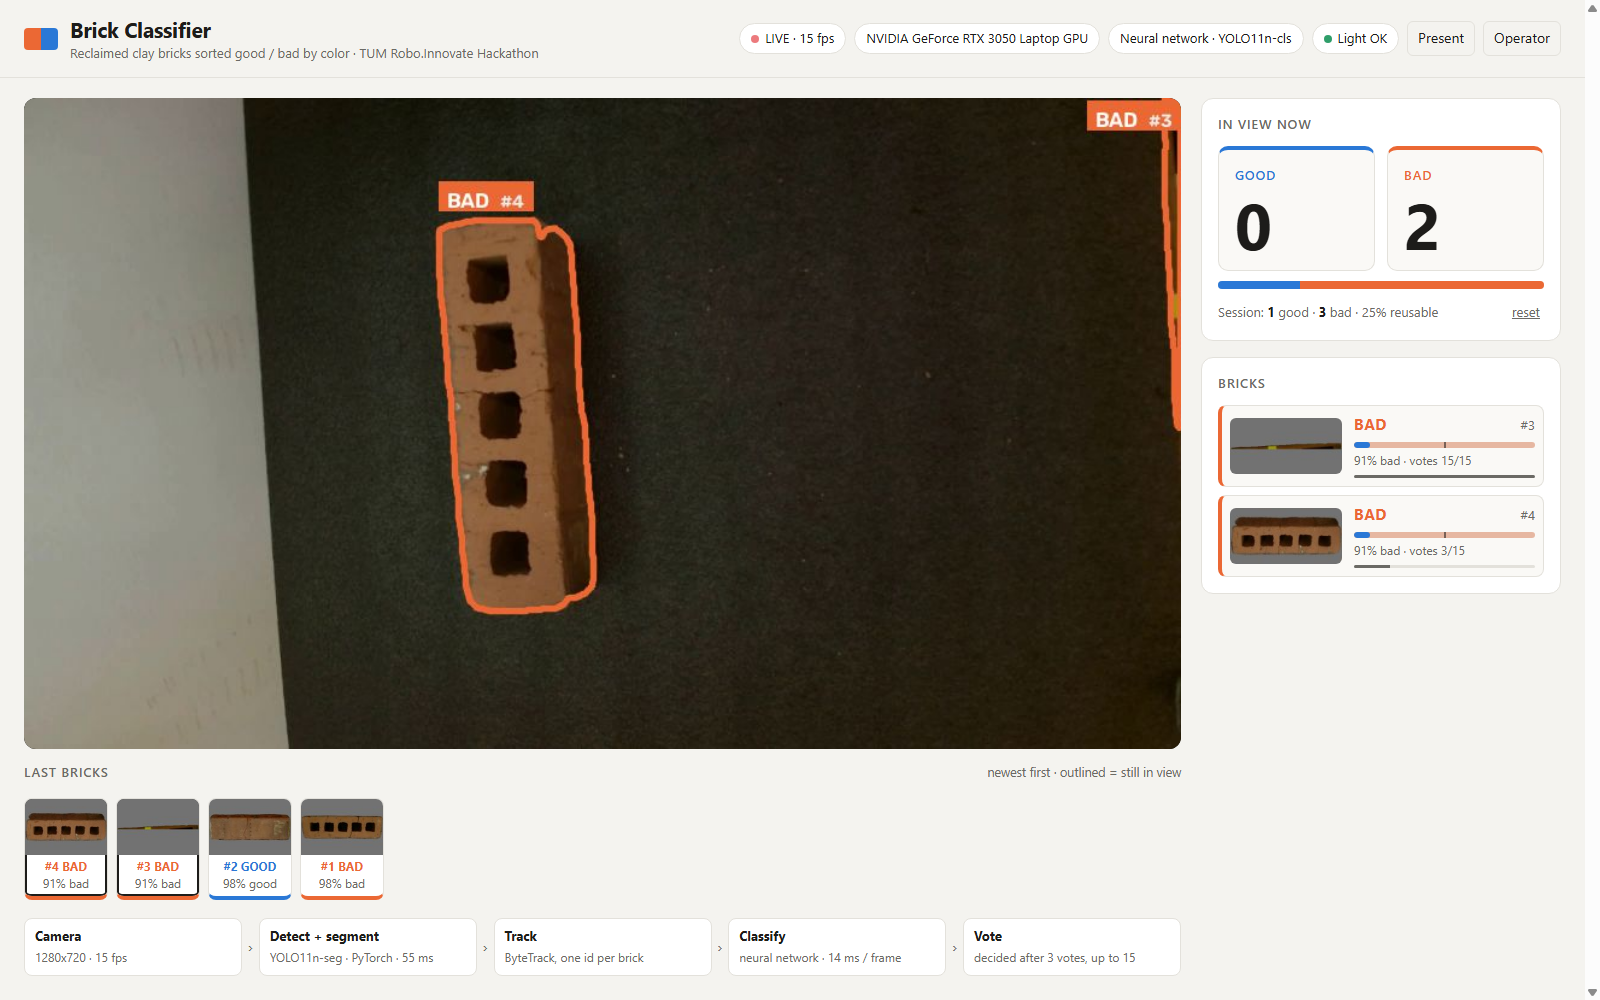 Brick Classifier
Reclaimed clay bricks sorted good / bad by color · TUM Robo.Innovate Hackathon
LIVE · 15 fps
NVIDIA GeForce RTX 3050 Laptop GPU
Neural network · YOLO11n-cls
Light OK
Present
Operator
BAD #3
BAD #4
IN VIEW NOW
GOOD
0
BAD
2
Session: 1 good · 3 bad · 25% reusable
reset
BRICKS
BAD
#3
91% bad · votes 15/15
BAD
#4
91% bad · votes 3/15
LAST BRICKS
newest first · outlined = still in view
#4 BAD
91% bad
#3 BAD
91% bad
#2 GOOD
98% good
#1 BAD
98% bad
Camera
1280x720 · 15 fps
›
Detect + segment
YOLO11n-seg · PyTorch · 55 ms
›
Track
ByteTrack, one id per brick
›
Classify
neural network · 14 ms / frame
›
Vote
decided after 3 votes, up to 15